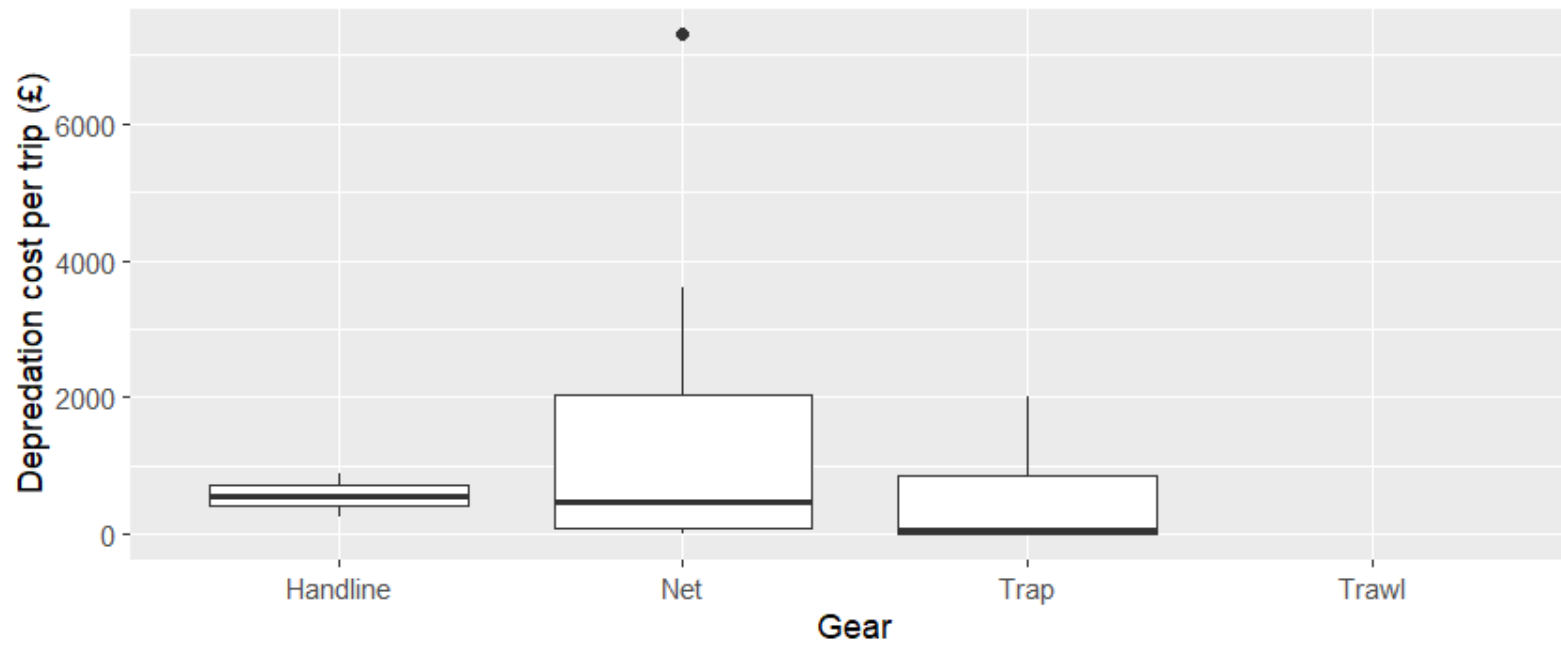 Depredation cost per trip (£)
6000
4000
2000
0
Handline Net Trap Trawl
Gear